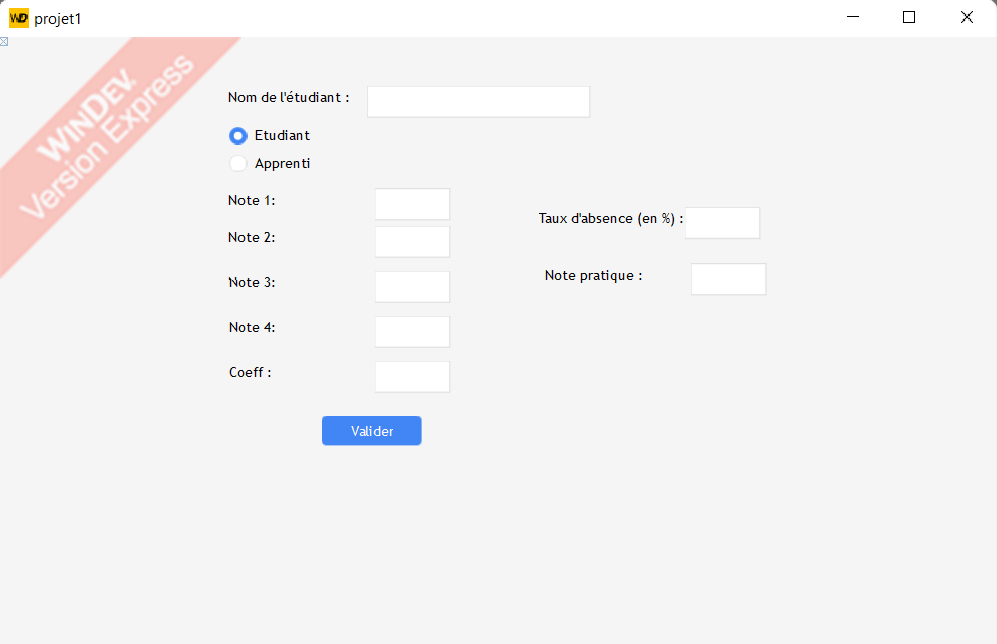 projet1
WINDEV
Version Express
Nom de l'étudiant :
Etudiant
Apprenti
Note 1:
Note 2:
Note 3:
Note 4:
Coeff :
Taux d'absence (en %) :
Note pratique :
Valider